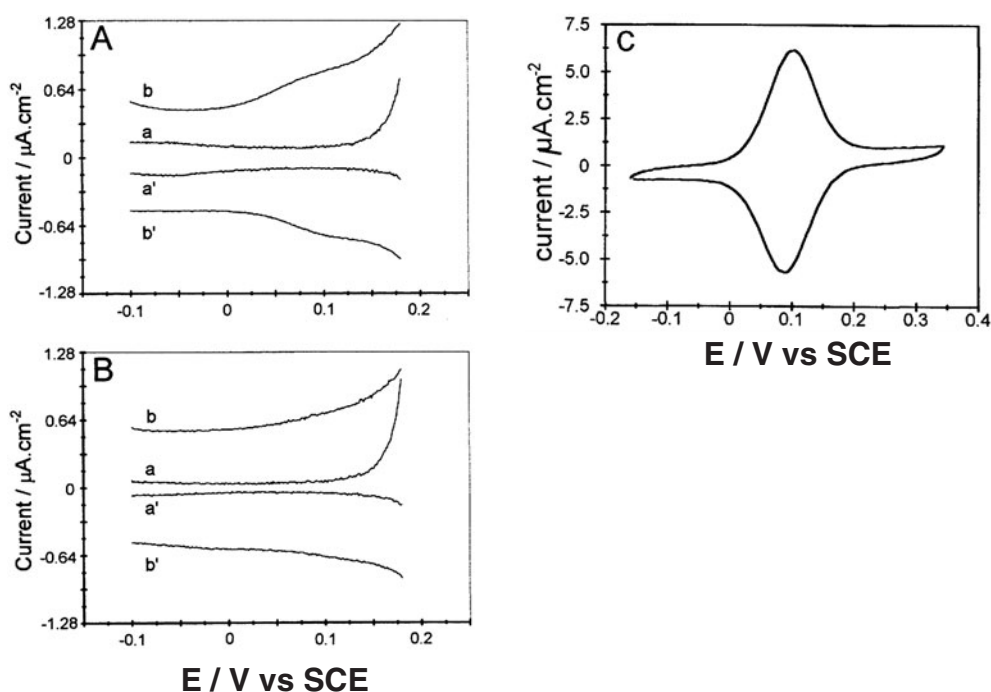 A
1.28
0.64
0
-0.64
-1.28
Current / µA.cm-2
b
a
a'
b'
-0.1
0
0.1
0.2
B
1.28
0.64
0
-0.64
-1.28
Current / µA.cm-2
b
a
a'
b'
-0.1
0
0.1
0.2
E / V vs SCE
C
7.5
5.0
2.5
0
-2.5
-5.0
-7.5
current / µA.cm-2
-0.2
-0.1
0
0.1
0.2
0.3
0.4
E / V vs SCE